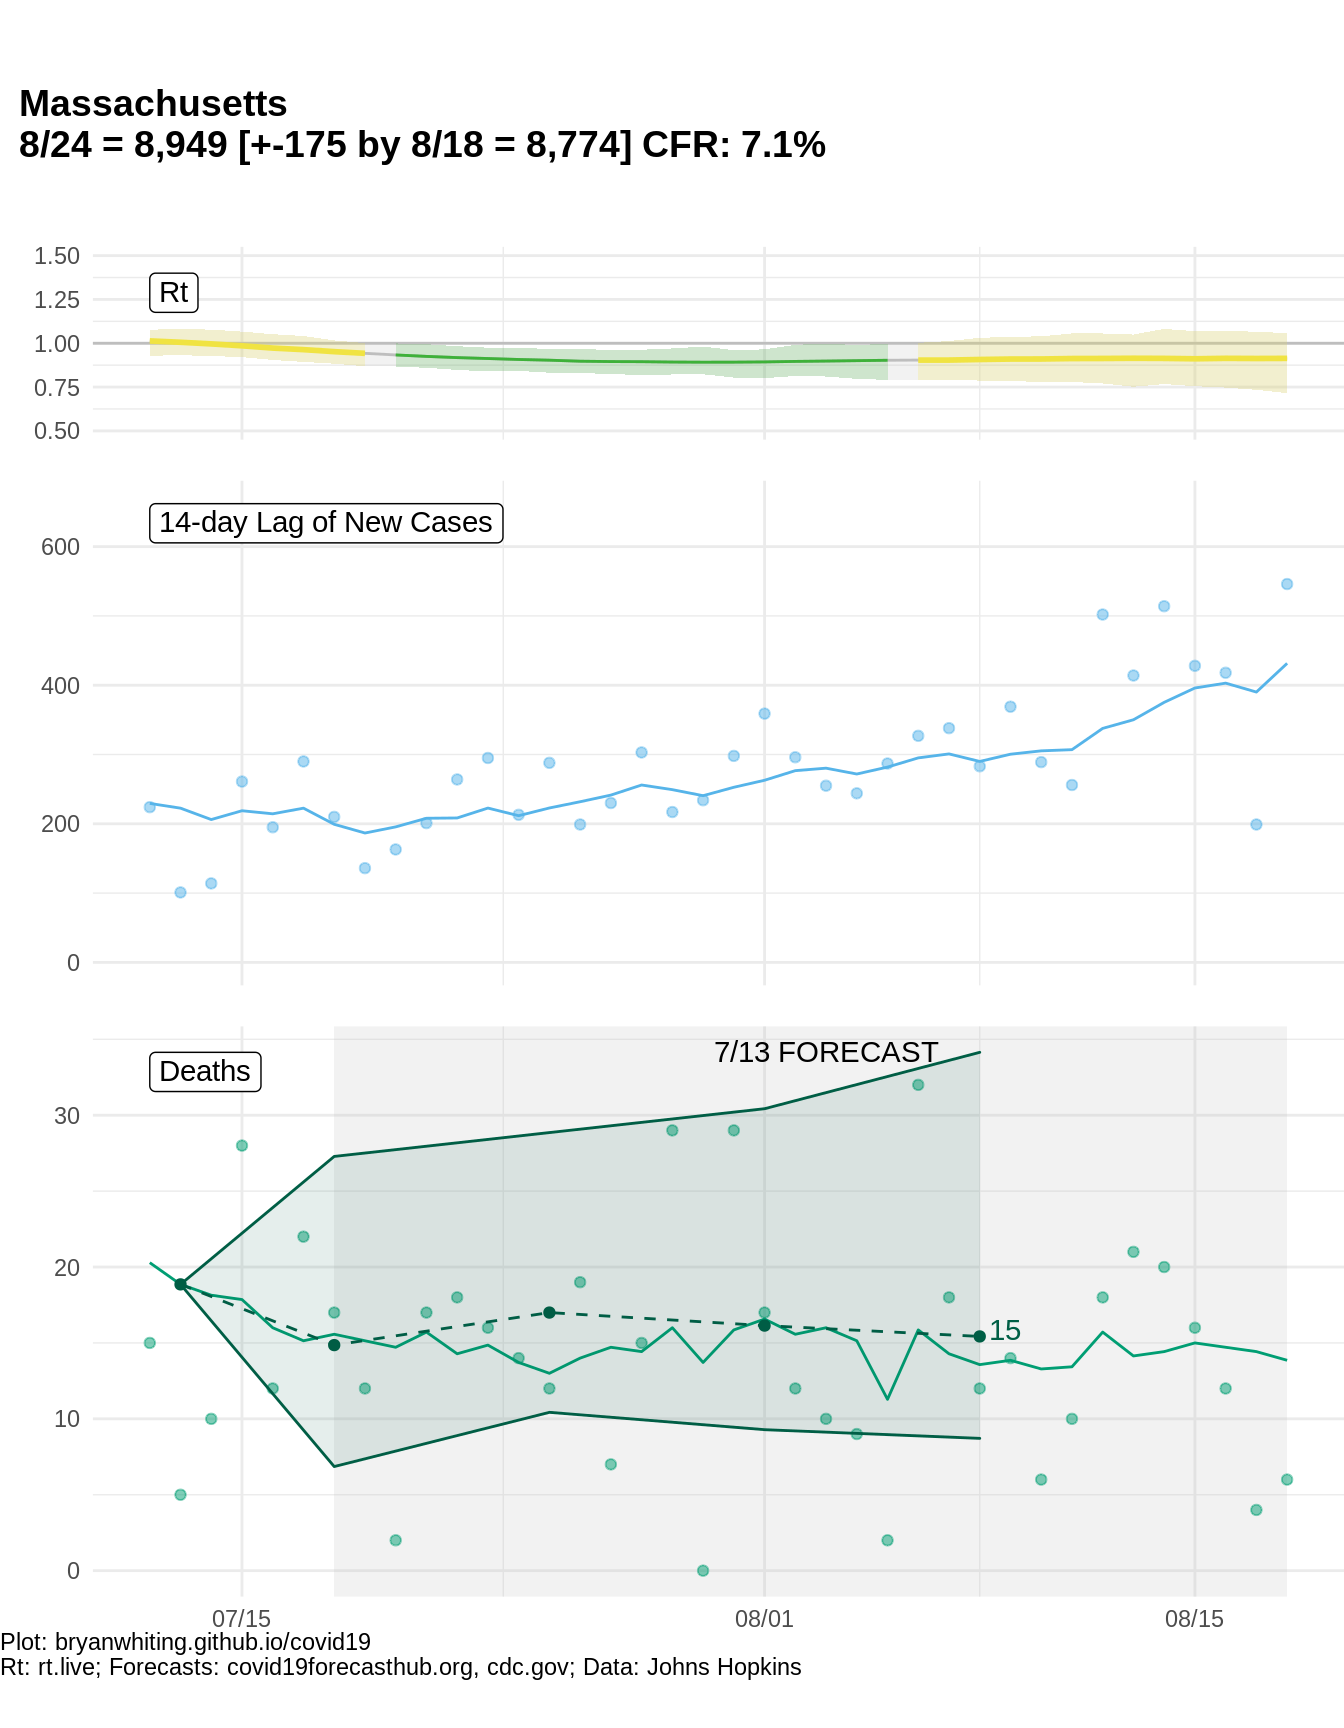 Massachusetts
8/24 = 8,949 [+-175 by 8/18 = 8,774] CFR: 7.1%
1.50
1.25
1.00
0.75
0.50
Rt
14-day Lag of New Cases
600
400
200
0
Deaths
7/13 FORECAST
30
20
10
0
15
07/15
08/01
08/15
Plot: bryanwhiting.github.io/covid19
Rt: rt.live; Forecasts: covid19forecasthub.org, cdc.gov; Data: Johns Hopkins